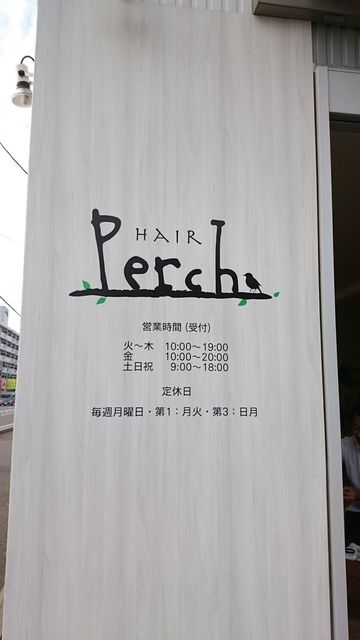 HAIR
Perch
営業時間(受付)
火〜木 10:00〜19:00
金 10:00〜20:00
土日祝 9:00〜18:00
定休日
毎週月曜日・第1：月火・第3：日月